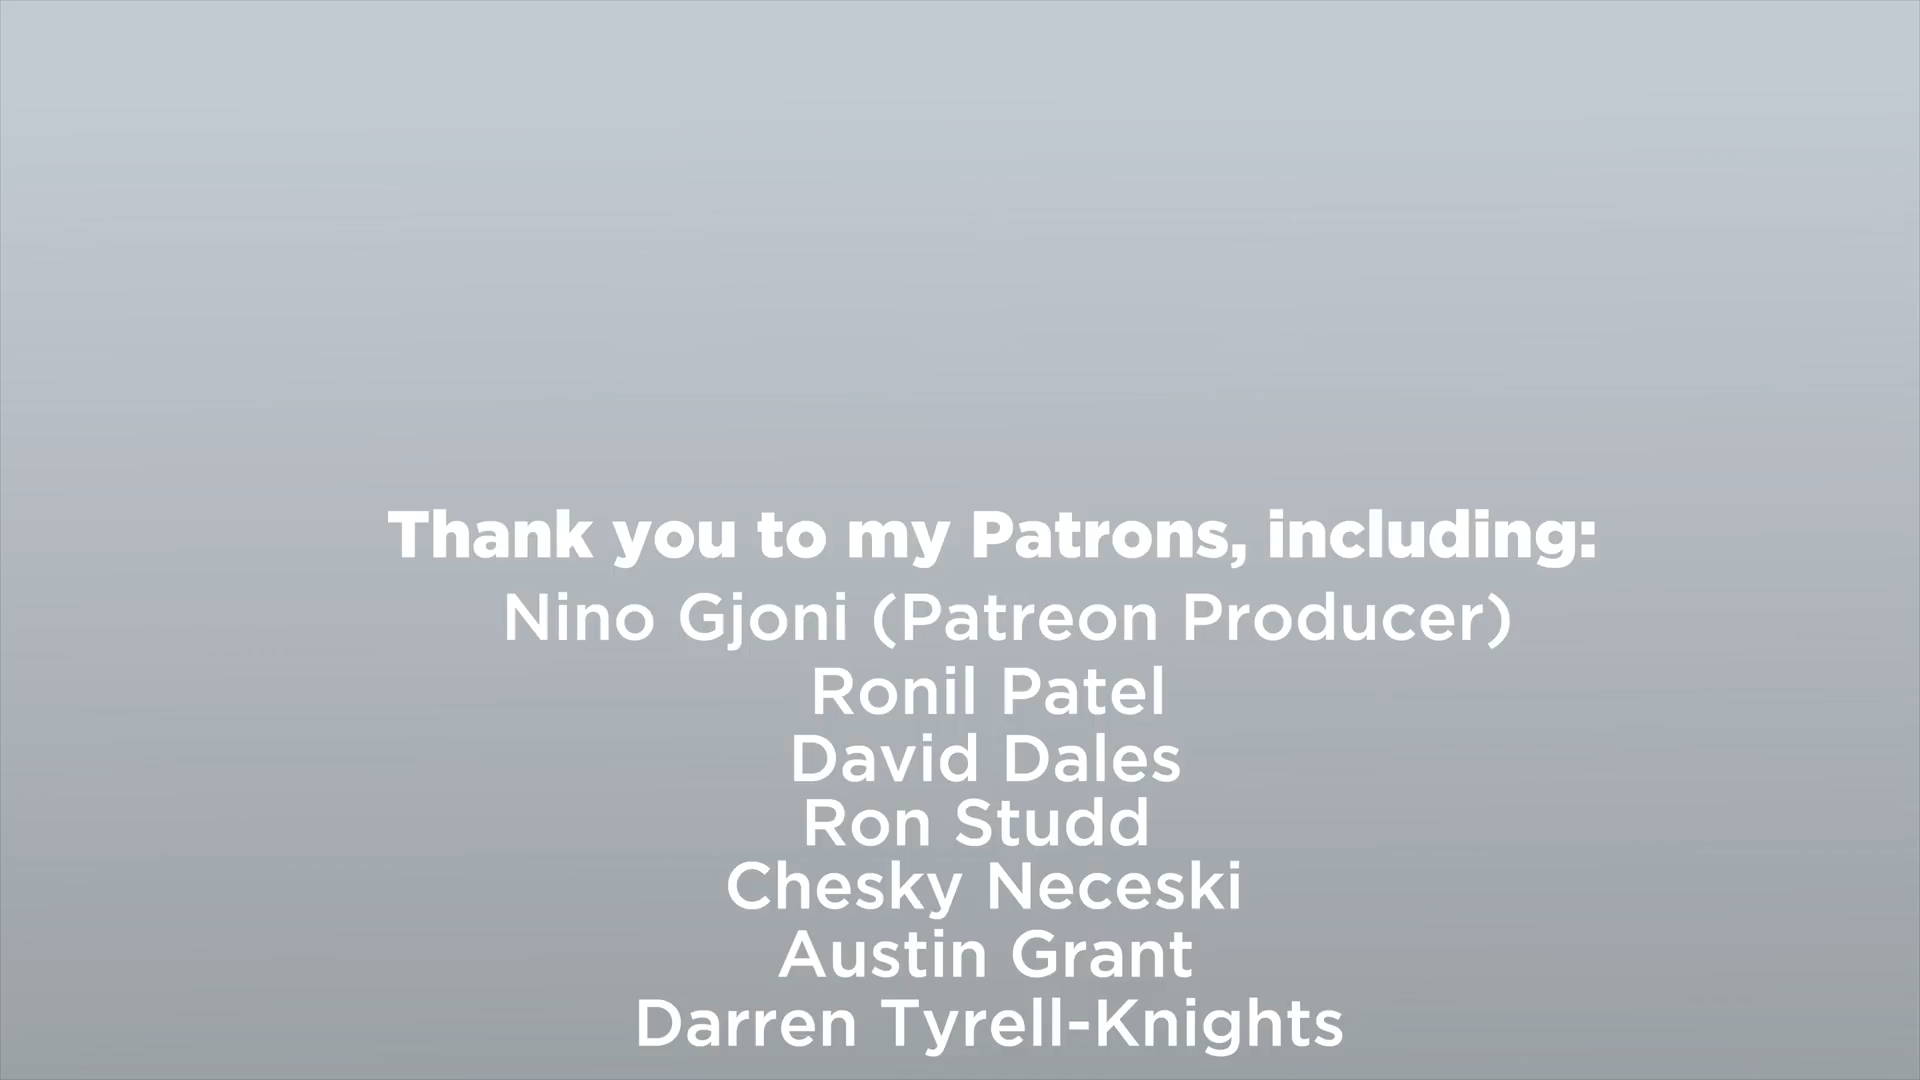 Thank you to my Patrons, including:
Nino Gjoni (Patreon Producer)
Ronil Patel
David Dales
Ron Studd
Chesky Neceski
Austin Grant
Darren Tyrell-Knights